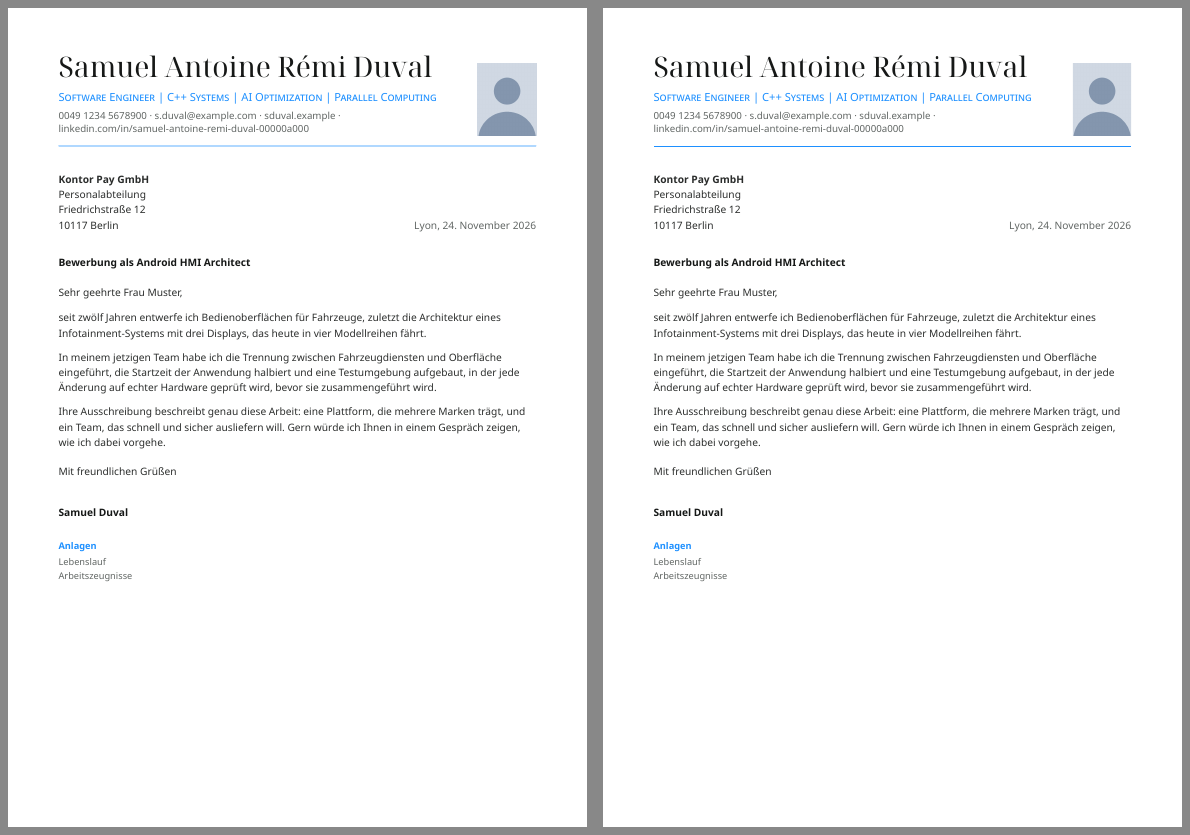 Samuel Antoine Rémi Duval
Software Engineer | C++ Systems | AI Optimization | Parallel Computing
0049 1234 5678900 · s.duval@example.com · sduval.example ·
linkedin.com/in/samuel-antoine-remi-duval-00000a000
Kontor Pay GmbH
Personalabteilung
Friedrichstraße 12
10117 Berlin
Lyon, 24. November 2026
Bewerbung als Android HMI Architect
Sehr geehrte Frau Muster,
seit zwölf Jahren entwerfe ich Bedienoberflächen für Fahrzeuge, zuletzt die Architektur eines
Infotainment-Systems mit drei Displays, das heute in vier Modellreihen fährt.
In meinem jetzigen Team habe ich die Trennung zwischen Fahrzeugdiensten und Oberfläche
eingeführt, die Startzeit der Anwendung halbiert und eine Testumgebung aufgebaut, in der jede
Änderung auf echter Hardware geprüft wird, bevor sie zusammengeführt wird.
Ihre Ausschreibung beschreibt genau diese Arbeit: eine Plattform, die mehrere Marken trägt, und
ein Team, das schnell und sicher ausliefern will. Gern würde ich Ihnen in einem Gespräch zeigen,
wie ich dabei vorgehe.
Mit freundlichen Grüßen
Samuel Duval
Anlagen
Lebenslauf
Arbeitszeugnisse
Samuel Antoine Rémi Duval
Software Engineer | C++ Systems | AI Optimization | Parallel Computing
0049 1234 5678900 · s.duval@example.com · sduval.example ·
linkedin.com/in/samuel-antoine-remi-duval-00000a000
Kontor Pay GmbH
Personalabteilung
Friedrichstraße 12
10117 Berlin
Lyon, 24. November 2026
Bewerbung als Android HMI Architect
Sehr geehrte Frau Muster,
seit zwölf Jahren entwerfe ich Bedienoberflächen für Fahrzeuge, zuletzt die Architektur eines
Infotainment-Systems mit drei Displays, das heute in vier Modellreihen fährt.
In meinem jetzigen Team habe ich die Trennung zwischen Fahrzeugdiensten und Oberfläche
eingeführt, die Startzeit der Anwendung halbiert und eine Testumgebung aufgebaut, in der jede
Änderung auf echter Hardware geprüft wird, bevor sie zusammengeführt wird.
Ihre Ausschreibung beschreibt genau diese Arbeit: eine Plattform, die mehrere Marken trägt, und
ein Team, das schnell und sicher ausliefern will. Gern würde ich Ihnen in einem Gespräch zeigen,
wie ich dabei vorgehe.
Mit freundlichen Grüßen
Samuel Duval
Anlagen
Lebenslauf
Arbeitszeugnisse